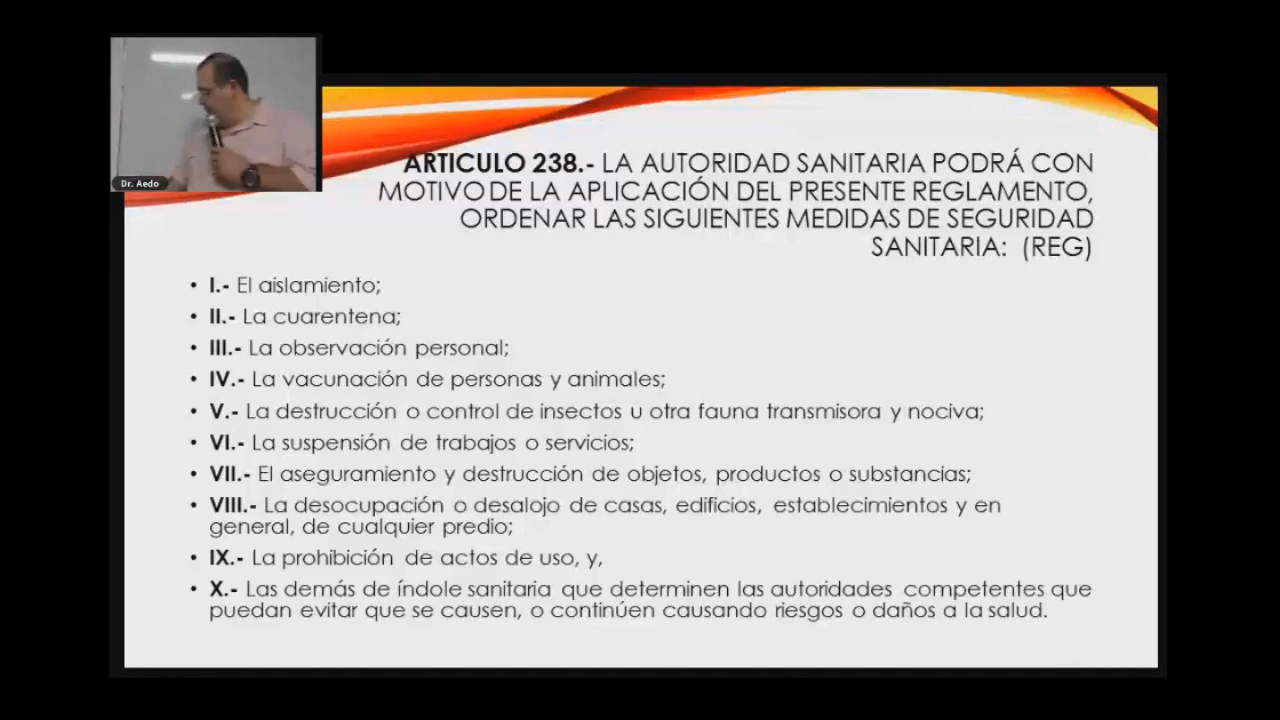 Dr. Aedo
ARTICULO 238.- LA AUTORIDAD SANITARIA PODRÁ CON
MOTIVO DE LA APLICACIÓN DEL PRESENTE REGLAMENTO,
ORDENAR LAS SIGUIENTES MEDIDAS DE SEGURIDAD
SANITARIA: (REG)
• I.- El aislamiento;
• II.- La cuarentena;
• III.- La observación personal;
• IV.- La vacunación de personas y animales;
• V.- La destrucción o control de insectos u otra fauna transmisora y nociva;
• VI.- La suspensión de trabajos o servicios;
• VII.- El aseguramiento y destrucción de objetos, productos o substancias;
• VIII.- La desocupación o desalojo de casas, edificios, establecimientos y en
general, de cualquier predio;
• IX.- La prohibición de actos de uso, y,
• X.- Las demás de índole sanitaria que determinen las autoridades competentes que
puedan evitar que se causen, o continúen causando riesgos o daños a la salud.